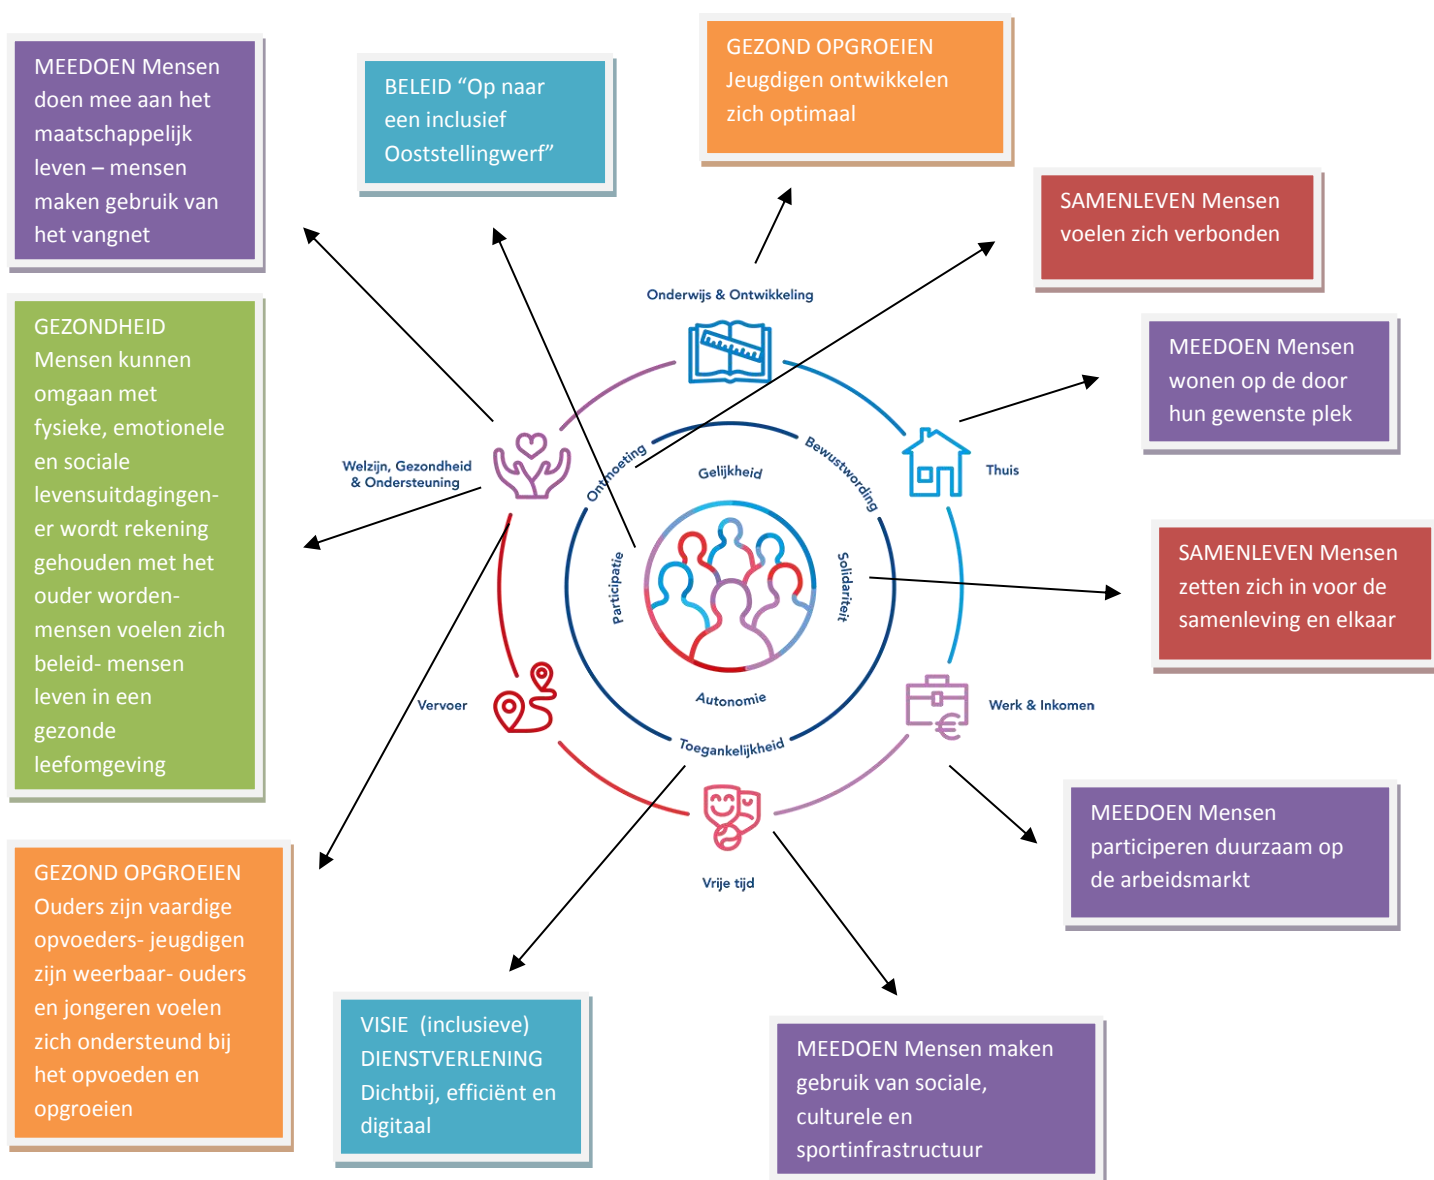 MEEDOEN Mensen
doen mee aan het
maatschappelijk
leven – mensen
maken gebruik van
het vangnet
BELEID “Op naar
een inclusief
Ooststellingwerf”
GEZOND OPGROEIEN
Jeugdigen ontwikkelen
zich optimaal
SAMENLEVEN Mensen
voelen zich verbonden
GEZONDHEID
Mensen kunnen
omgaan met
fysieke, emotionele
en sociale
levensuitdagingen-
er wordt rekening
gehouden met het
ouder worden-
mensen voelen zich
beleid- mensen
leven in een
gezonde
leefomgeving
Onderwijs & Ontwikkeling
MEEDOEN Mensen
wonen op de door
hun gewenste plek
Welzijn, Gezondheid
& Ondersteuning
Thuis
Ontmoeting
Bewustwording
Gelijkheid
Participatie
Solidariteit
Autonomie
Toegankelijkheid
SAMENLEVEN Mensen
zetten zich in voor de
samenleving en elkaar
Vervoer
Werk & Inkomen
Vrije tijd
MEEDOEN Mensen
participeren duurzaam op
de arbeidsmarkt
GEZOND OPGROEIEN
Ouders zijn vaardige
opvoeders- jeugdigen
zijn weerbaar- ouders
en jongeren voelen
zich ondersteund bij
het opvoeden en
opgroeien
VISIE (inclusieve)
DIENSTVERLENING
Dichtbij, efficiënt en
digitaal
MEEDOEN Mensen maken
gebruik van sociale,
culturele en
sportinfrastructuur